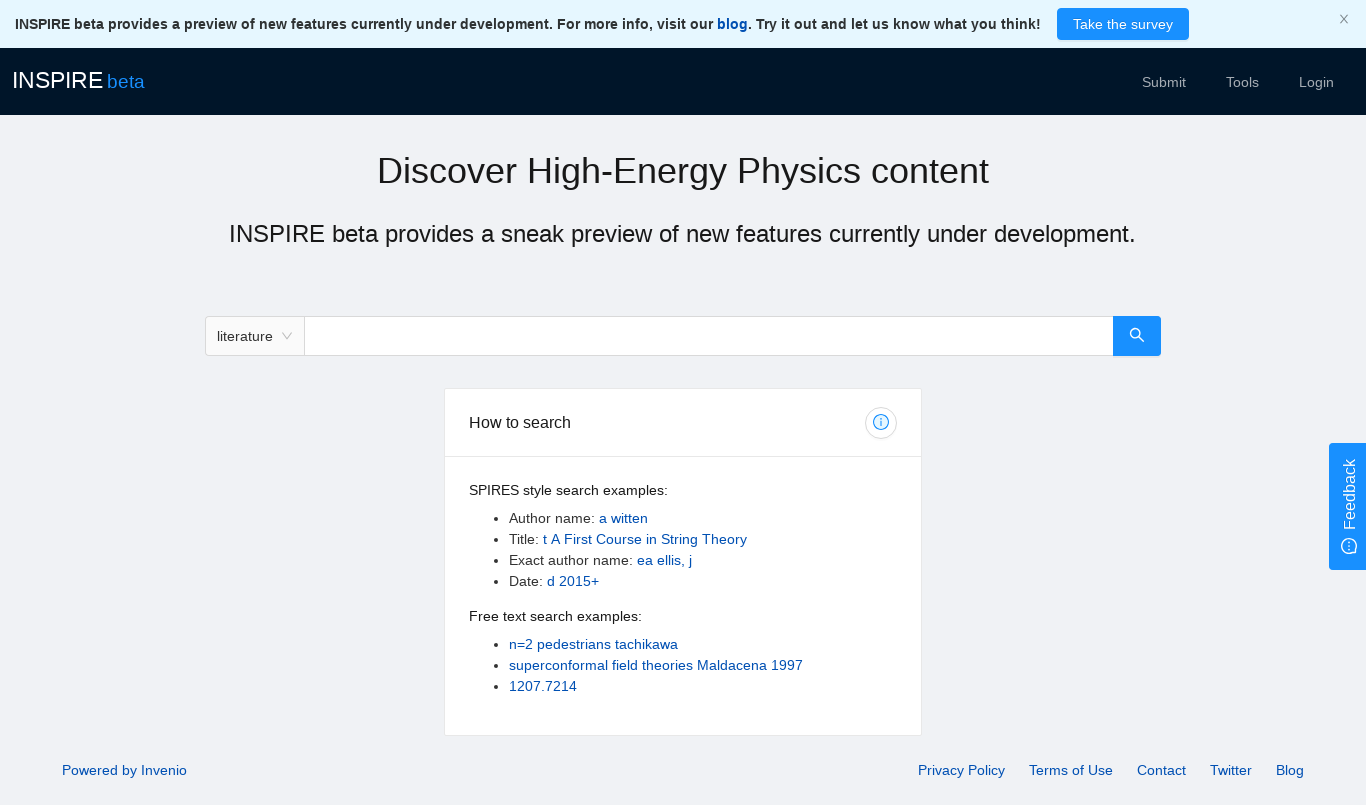 INSPIRE beta provides a preview of new features currently under development. For more info, visit our blog. Try it out and let us know what you think! Take the survey
INSPIRE beta Submit Tools Login
Discover High-Energy Physics content
INSPIRE beta provides a sneak preview of new features currently under development.
literature
How to search
SPIRES style search examples:
Author name: a witten
Title: t A First Course in String Theory
Exact author name: ea ellis, j
Date: d 2015+
Free text search examples:
n=2 pedestrians tachikawa
superconformal field theories Maldacena 1997
1207.7214
Feedback
Powered by Invenio Privacy Policy Terms of Use Contact Twitter Blog